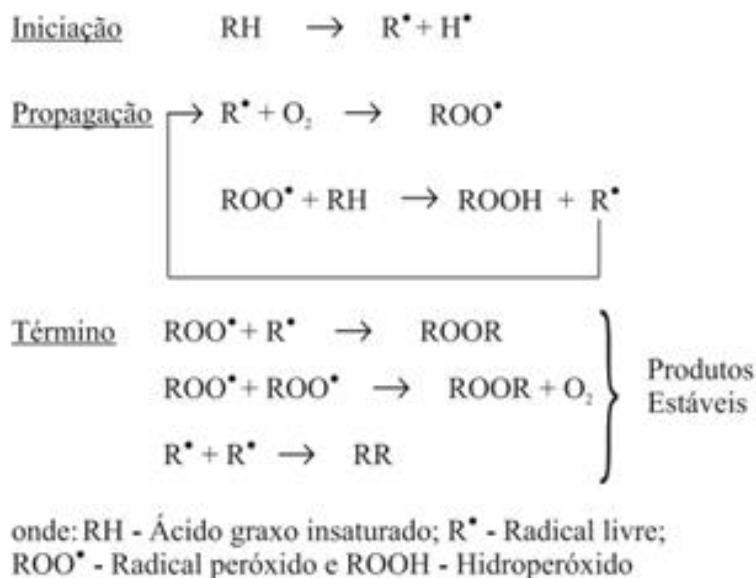 Iniciação RH → R• + H•
Propagação → R• + O₂ → ROO•
ROO• + RH → ROOH + R•
Término ROO• + R• → ROOR
ROO• + ROO• → ROOR + O₂
Produtos
Estáveis
R• + R• → RR
onde: RH - Ácido graxo insaturado; R• - Radical livre;
ROO• - Radical peróxido e ROOH - Hidroperóxido